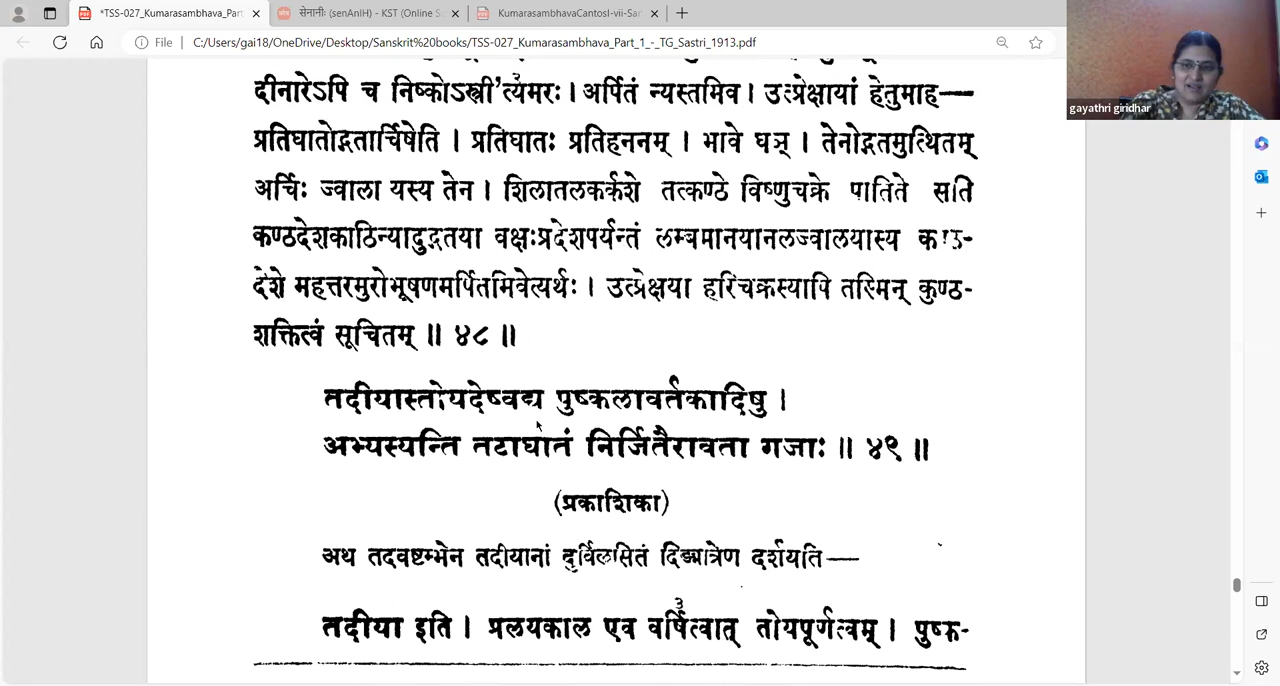 *TSS-027_Kumarasambhava_Part_
सेनानीः (senAnIH) - KST (Online S
KumarasambhavaCantosI-vii-San
File
C:/Users/gai18/OneDrive/Desktop/Sanskrit%20books/TSS-027_Kumarasambhava_Part_1_-_TG_Sastri_1913.pdf
gayathri giridhar
दीनारेऽपि च निष्कोऽस्त्री'त्यमरः। अर्पितं न्यस्तमिव। उत्प्रेक्षायां हेतुमाह—
प्रतिघातोद्गतार्चिषेति । प्रतिघातः प्रतिहननम् । भावे घञ् । तेनोद्गतमुत्थितम्
अर्चिः ज्वाला यस्य तेन । शिलातलकर्कशे तत्कण्ठे विष्णुचक्रे पातिते सति
कण्ठदेशकाठिन्यादुद्गतया वक्षःप्रदेशपर्यन्तं लम्बमानयानलज्वालयास्य कण्ठ-
देशे महत्तरमुरोभूषणमर्पितमिवेत्यर्थः । उत्प्रेक्षया हरिचक्रस्यापि तस्मिन् कुण्ठ-
शक्तित्वं सूचितम् ॥ ४८ ॥
तदीयास्तोयदेष्वद्य पुष्कलावर्तकादिषु ।
अभ्यस्यन्ति तटाघातं निर्जितैरावता गजाः ॥ ४९ ॥
(प्रकाशिका)
अथ तदवष्टम्भेन तदीयानां दुर्विलसितं दिङ्मात्रेण दर्शयति—
तदीया इति । प्रलयकाल एव वर्षित्वात् तोयपूर्णत्वम् । पुष्क-